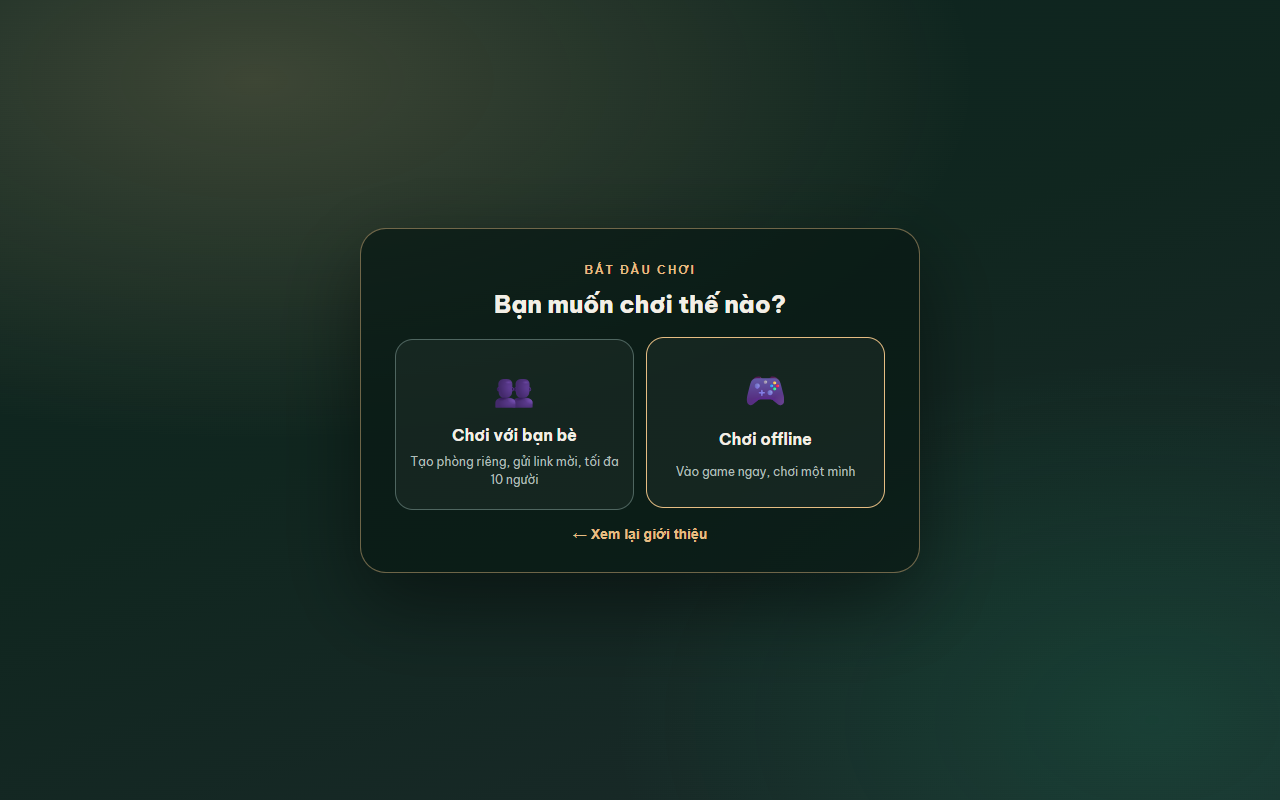 BẮT ĐẦU CHƠI
Bạn muốn chơi thế nào?
Chơi với bạn bè
Tạo phòng riêng, gửi link mời, tối đa
10 người
Chơi offline
Vào game ngay, chơi một mình
← Xem lại giới thiệu